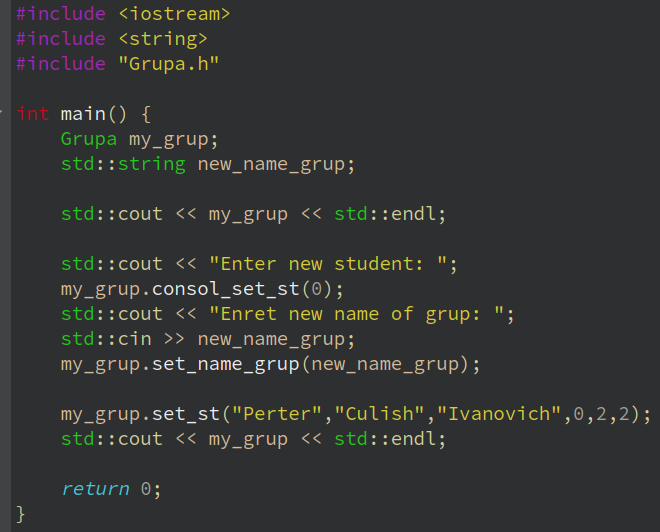 #include <iostream>
#include <string>
#include "Grupa.h"
int main() {
    Grupa my_grup;
    std::string new_name_grup;
    std::cout << my_grup << std::endl;
    std::cout << "Enter new student: ";
    my_grup.consol_set_st(0);
    std::cout << "Enret new name of grup: ";
    std::cin >> new_name_grup;
    my_grup.set_name_grup(new_name_grup);
    my_grup.set_st("Perter","Culish","Ivanovich",0,2,2);
    std::cout << my_grup << std::endl;
    return 0;
}